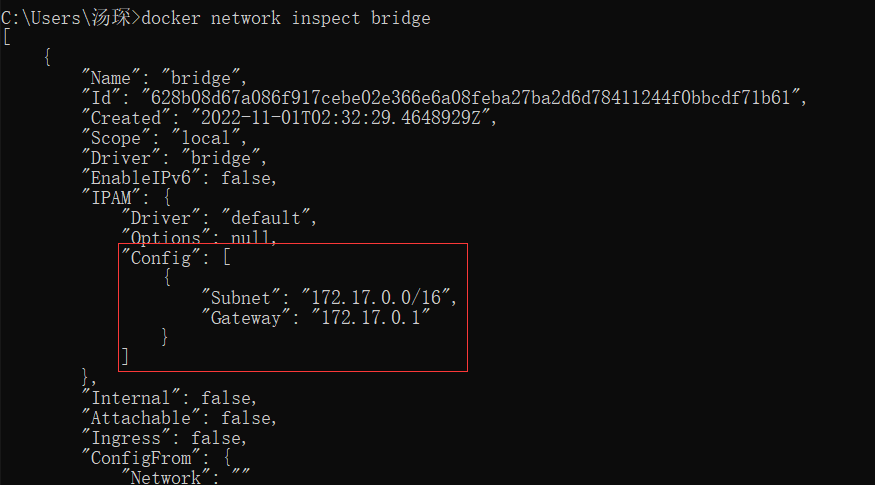 C:\Users\汤琛>docker network inspect bridge
[
    {
        "Name": "bridge",
        "Id": "628b08d67a086f917cebe02e366e6a08feba27ba2d6d78411244f0bbcdf71b61",
        "Created": "2022-11-01T02:32:29.4648929Z",
        "Scope": "local",
        "Driver": "bridge",
        "EnableIPv6": false,
        "IPAM": {
            "Driver": "default",
            "Options": null,
            "Config": [
                {
                    "Subnet": "172.17.0.0/16",
                    "Gateway": "172.17.0.1"
                }
            ]
        },
        "Internal": false,
        "Attachable": false,
        "Ingress": false,
        "ConfigFrom": {
            "Network": ""